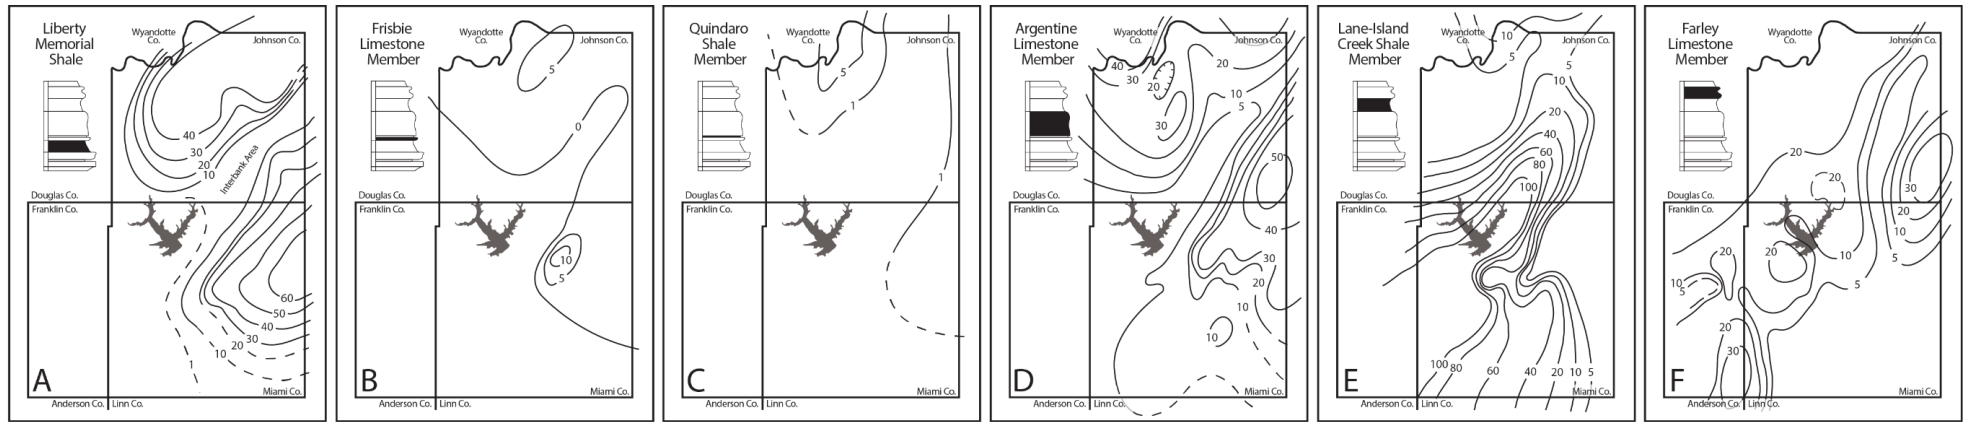 Liberty
Memorial
Shale
Wyandotte
Co.
Johnson Co.
40
30
20
10
Interbank Area
Douglas Co.
Franklin Co.
60
50
40
30
20
10
1
A
Miami Co.
Anderson Co. Linn Co.
Frisbie
Limestone
Member
Wyandotte
Co.
Johnson Co.
5
0
Douglas Co.
Franklin Co.
10
5
B
Miami Co.
Anderson Co. Linn Co.
Quindaro
Shale
Member
Wyandotte
Co.
Johnson Co.
5
1
1
Douglas Co.
Franklin Co.
C
Miami Co.
Anderson Co. Linn Co.
Argentine
Limestone
Member
Wyandotte
Co.
Johnson Co.
40
30
20
20
10
5
30
50
Douglas Co.
Franklin Co.
40
30
20
10
10
D
Miami Co.
Anderson Co. Linn Co.
Lane-Island
Creek Shale
Member
Wyandotte
Co.
10
Johnson Co.
5
5
10
20
40
60
80
100
Douglas Co.
Franklin Co.
100
80
60
40
20
10
5
E
Miami Co.
Anderson Co. Linn Co.
Farley
Limestone
Member
Wyandotte
Co.
Johnson Co.
20
20
30
Douglas Co.
Franklin Co.
20
10
5
20
20
10
5
10
5
20
30
F
Miami Co.
Anderson Co. Linn Co.